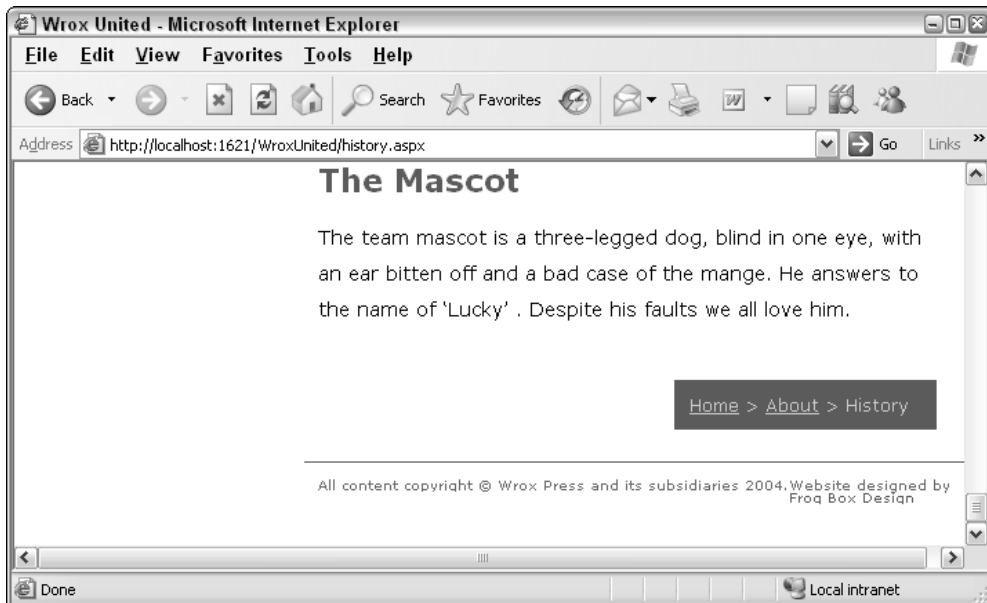 Wrox United - Microsoft Internet Explorer
File Edit View Favorites Tools Help
Back Search Favorites W
Address http://localhost:1621/WroxUnited/history.aspx Go Links »
The Mascot
The team mascot is a three-legged dog, blind in one eye, with
an ear bitten off and a bad case of the mange. He answers to
the name of ‘Lucky’ . Despite his faults we all love him.
Home > About > History
All content copyright © Wrox Press and its subsidiaries 2004. Website designed by
Frog Box Design
Done Local intranet